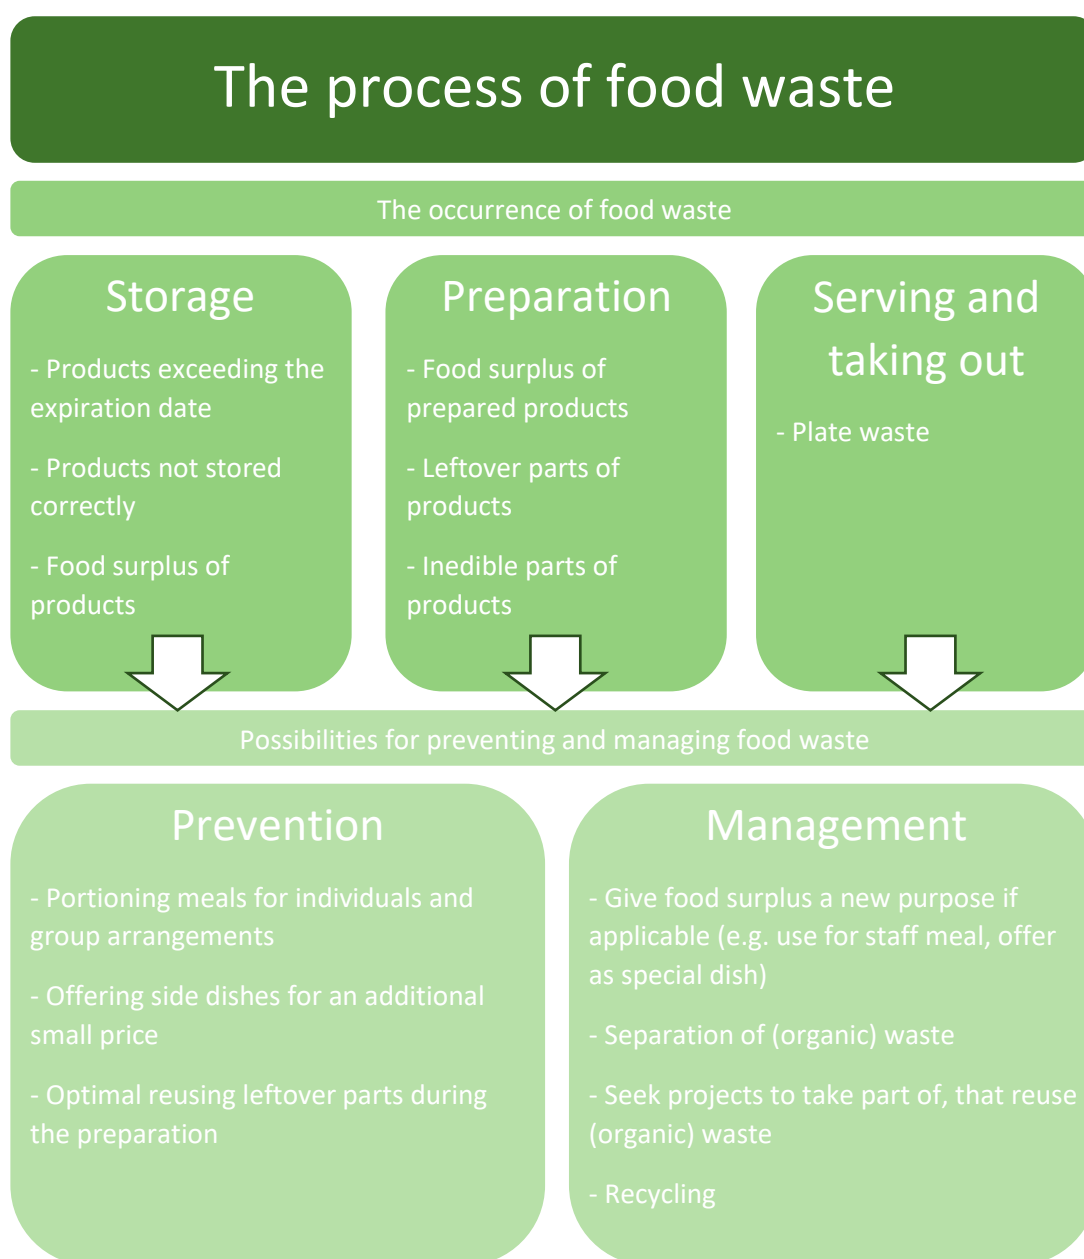 The process of food waste
The occurrence of food waste
Storage
- Products exceeding the
expiration date
- Products not stored
correctly
- Food surplus of
products
Preparation
- Food surplus of
prepared products
- Leftover parts of
products
- Inedible parts of
products
Serving and
taking out
- Plate waste
Possibilities for preventing and managing food waste
Prevention
- Portioning meals for individuals and
group arrangements
- Offering side dishes for an additional
small price
- Optimal reusing leftover parts during
the preparation
Management
- Give food surplus a new purpose if
applicable (e.g. use for staff meal, offer
as special dish)
- Separation of (organic) waste
- Seek projects to take part of, that reuse
(organic) waste
- Recycling